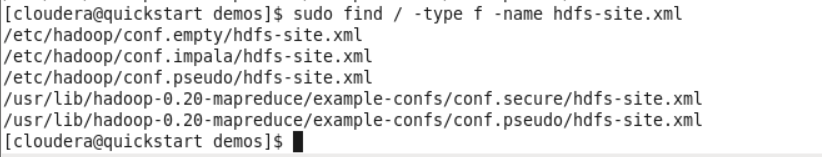 [cloudera@quickstart demos]$ sudo find / -type f -name hdfs-site.xml
/etc/hadoop/conf.empty/hdfs-site.xml
/etc/hadoop/conf.impala/hdfs-site.xml
/etc/hadoop/conf.pseudo/hdfs-site.xml
/usr/lib/hadoop-0.20-mapreduce/example-confs/conf.secure/hdfs-site.xml
/usr/lib/hadoop-0.20-mapreduce/example-confs/conf.pseudo/hdfs-site.xml
[cloudera@quickstart demos]$